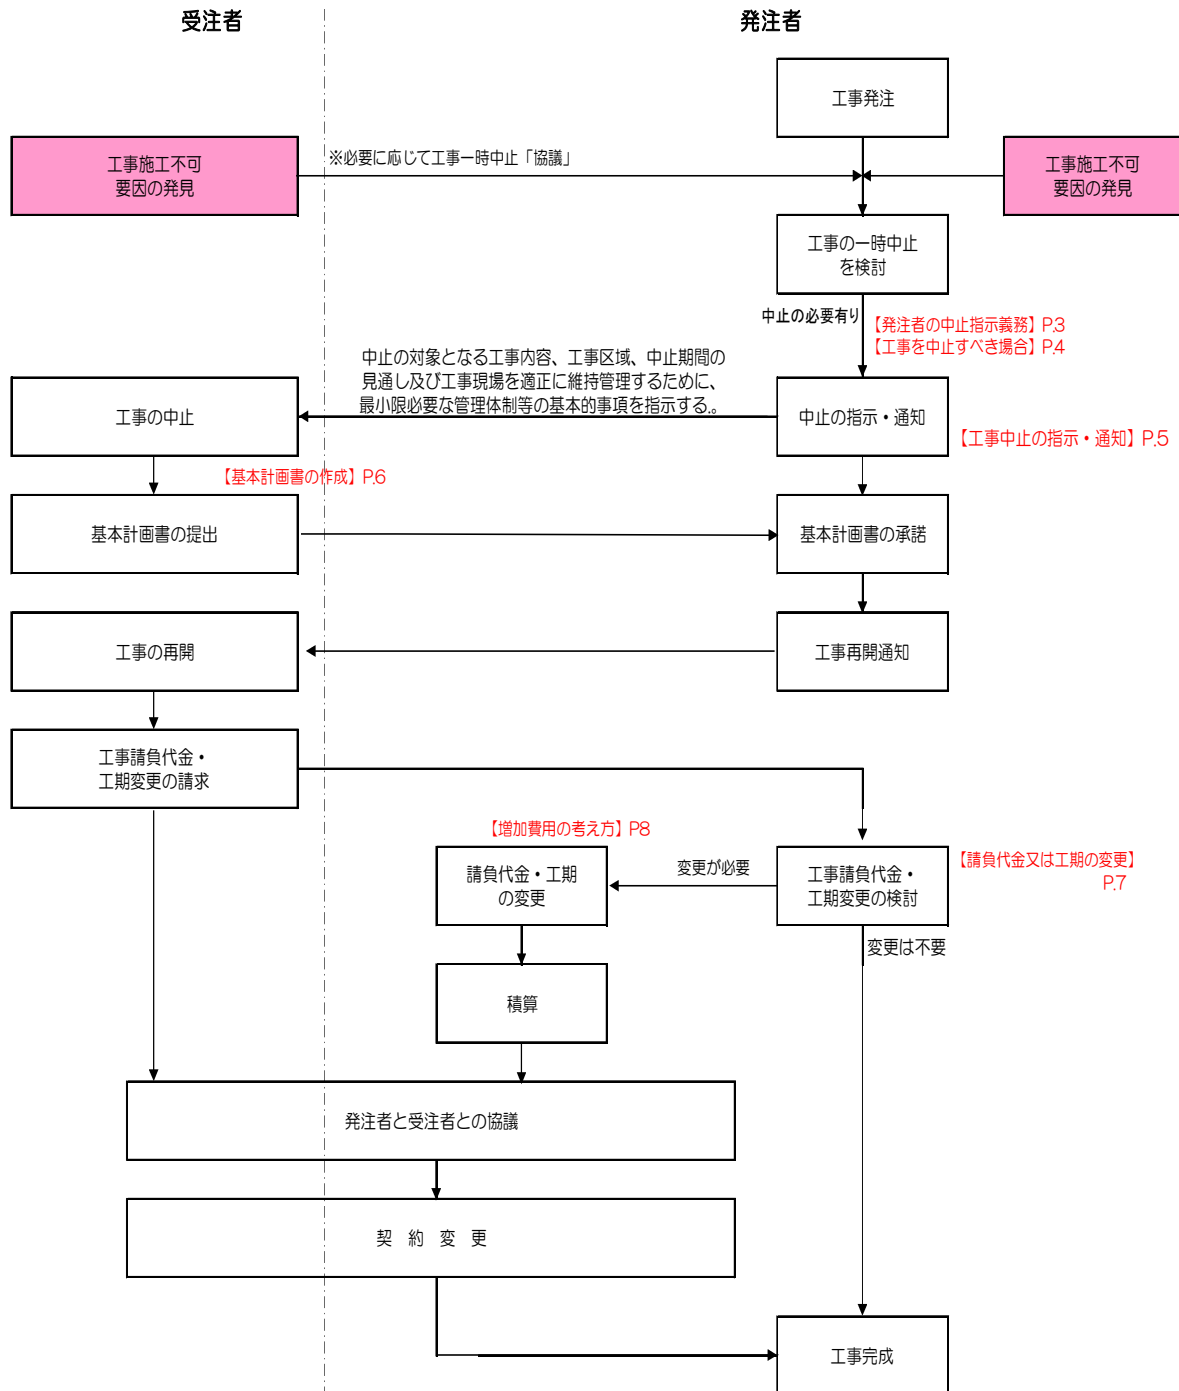 受注者
発注者
工事発注
工事施工不可
要因の発見
※必要に応じて工事一時中止「協議」
工事施工不可
要因の発見
工事の一時中止
を検討
中止の必要有り
【発注者の中止指示義務】P.3
【工事を中止すべき場合】P.4
中止の対象となる工事内容、工事区域、中止期間の
見通し及び工事現場を適正に維持管理するために、
最小限必要な管理体制等の基本的事項を指示する。
工事の中止
中止の指示・通知
【工事中止の指示・通知】P.5
【基本計画書の作成】P.6
基本計画書の提出
基本計画書の承諾
工事の再開
工事再開通知
工事請負代金・
工期変更の請求
【増加費用の考え方】P8
請負代金・工期
の変更
変更が必要
工事請負代金・
工期変更の検討
【請負代金又は工期の変更】
P.7
変更は不要
積算
発注者と受注者との協議
契　約　変　更
工事完成